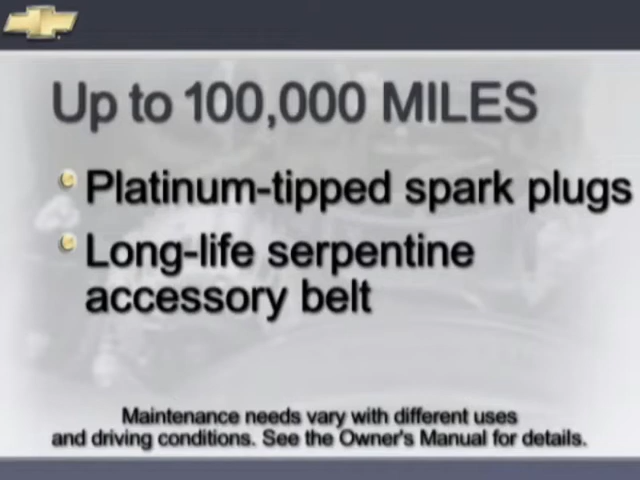 Up to 100,000 MILES
Platinum-tipped spark plugs
Long-life serpentine
accessory belt
Maintenance needs vary with different uses
and driving conditions. See the Owner's Manual for details.